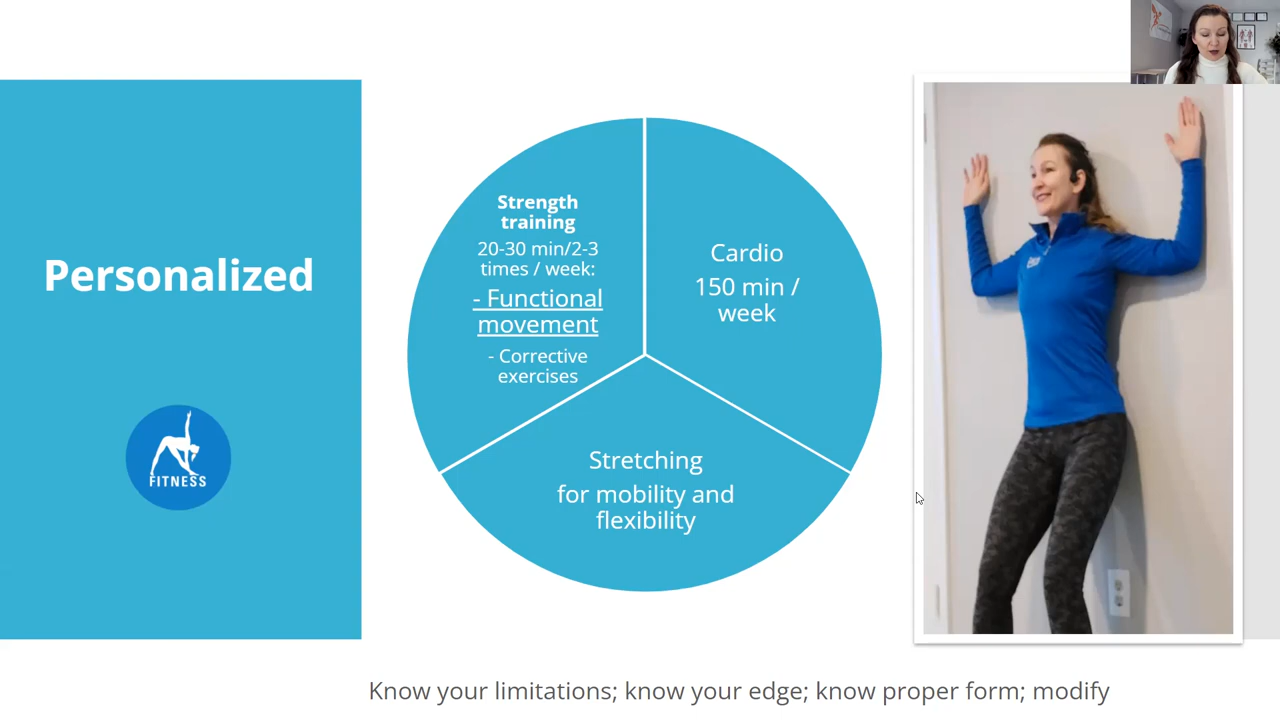 Personalized
FITNESS
Strength
training
20-30 min/2-3
times / week:
- Functional
movement
- Corrective
exercises
Cardio
150 min /
week
Stretching
for mobility and
flexibility
Know your limitations; know your edge; know proper form; modify